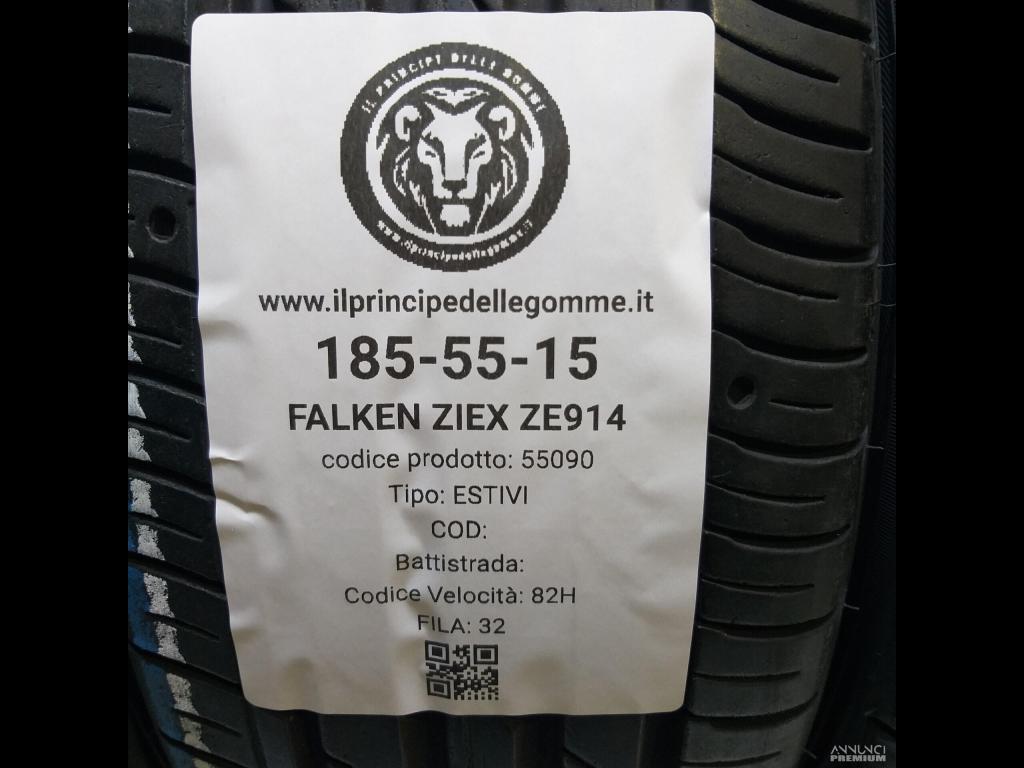 IL PRINCIPE DELLE GOMME
www.ilprincipedellegomme.it
www.ilprincipedellegomme.it
185-55-15
FALKEN ZIEX ZE914
codice prodotto: 55090
Tipo: ESTIVI
COD:
Battistrada:
Codice Velocità: 82H
FILA: 32
ANNUNCI
PREMIUM